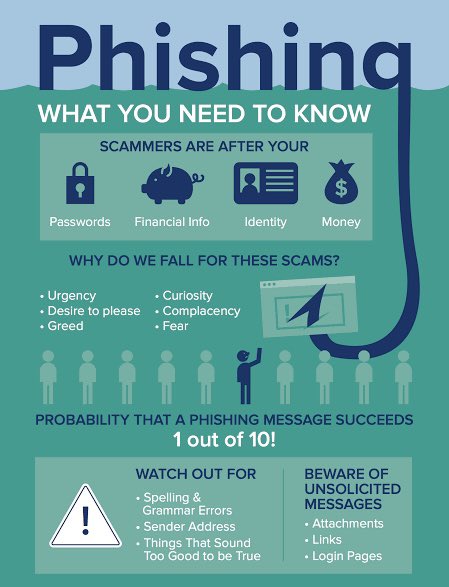 Phishing
WHAT YOU NEED TO KNOW
SCAMMERS ARE AFTER YOUR
Passwords
Financial Info
Identity
$
Money
WHY DO WE FALL FOR THESE SCAMS?
• Urgency
• Desire to please
• Greed
• Curiosity
• Complacency
• Fear
!
PROBABILITY THAT A PHISHING MESSAGE SUCCEEDS
1 out of 10!
!
WATCH OUT FOR
• Spelling &
Grammar Errors
• Sender Address
• Things That Sound
Too Good to be True
BEWARE OF
UNSOLICITED
MESSAGES
• Attachments
• Links
• Login Pages